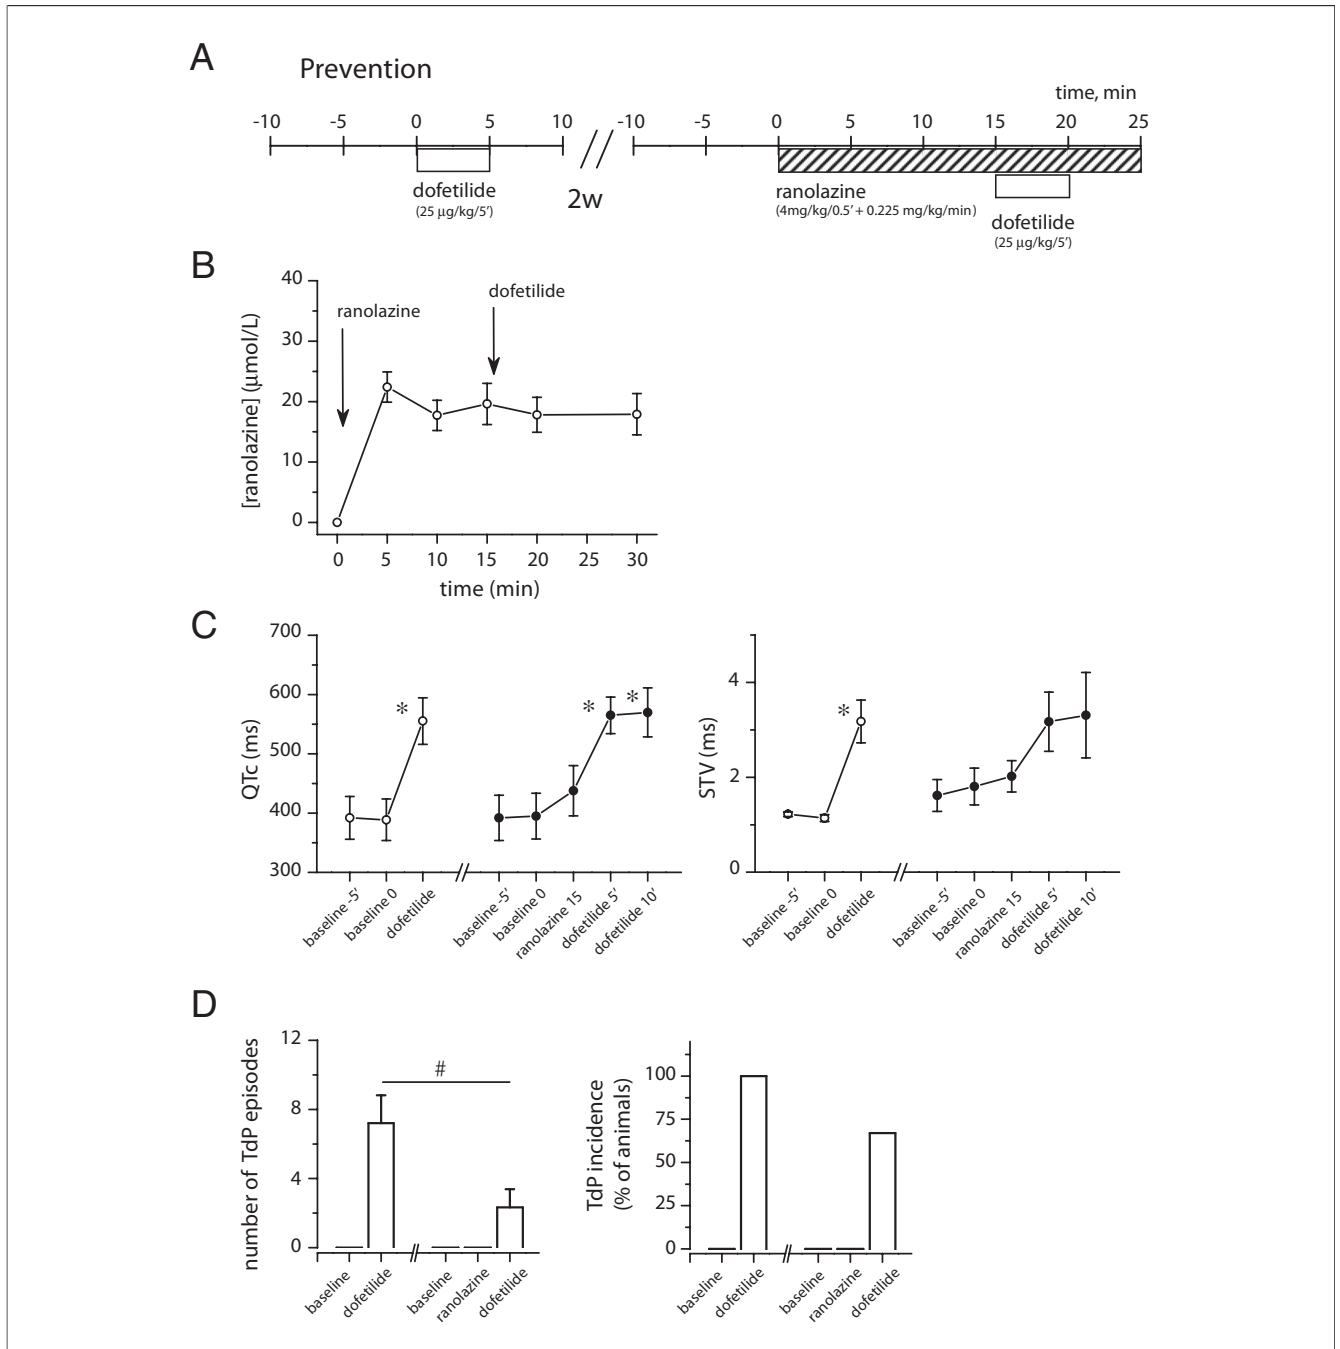 A
Prevention
time, min
-10 -5 0 5 10 -10 -5 0 5 10 15 20 25
dofetilide
(25 µg/kg/5')
2w
ranolazine
(4mg/kg/0.5' + 0.225 mg/kg/min)
dofetilide
(25 µg/kg/5')
B
[ranolazine] (µmol/L)
40
30
20
10
0
ranolazine
dofetilide
0 5 10 15 20 25 30
time (min)
C
QTc (ms)
700
600
500
400
300
* * *
baseline -5'
baseline 0
dofetilide
baseline -5'
baseline 0
ranolazine 15
dofetilide 5'
dofetilide 10'
STV (ms)
4
2
0
*
baseline -5'
baseline 0
dofetilide
baseline -5'
baseline 0
ranolazine 15
dofetilide 5'
dofetilide 10'
D
number of TdP episodes
12
8
4
0
#
baseline
dofetilide
baseline
ranolazine
dofetilide
TdP incidence
(% of animals)
100
75
50
25
0
baseline
dofetilide
baseline
ranolazine
dofetilide